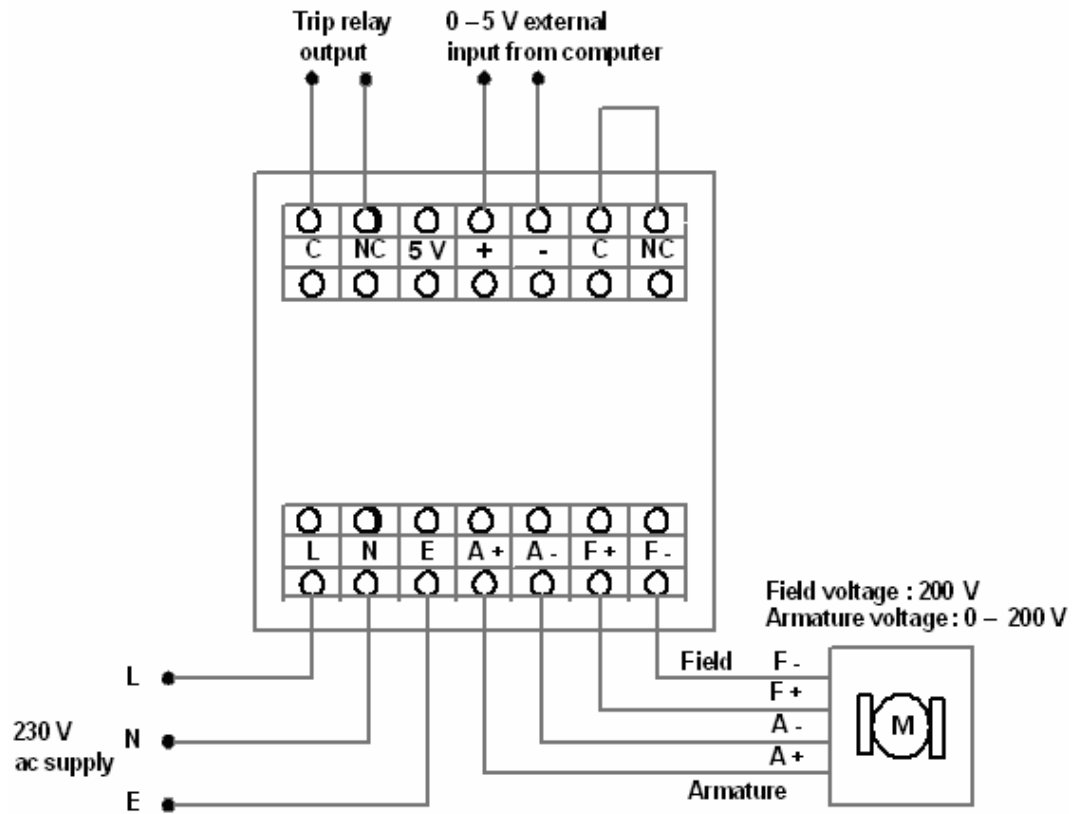 Trip relay
output
0 – 5 V external
input from computer
C NC 5 V + - C NC
L N E A + A - F + F -
Field voltage : 200 V
Armature voltage : 0 – 200 V
Field F -
F +
A -
A +
Armature
M
L
230 V
ac supply
N
E